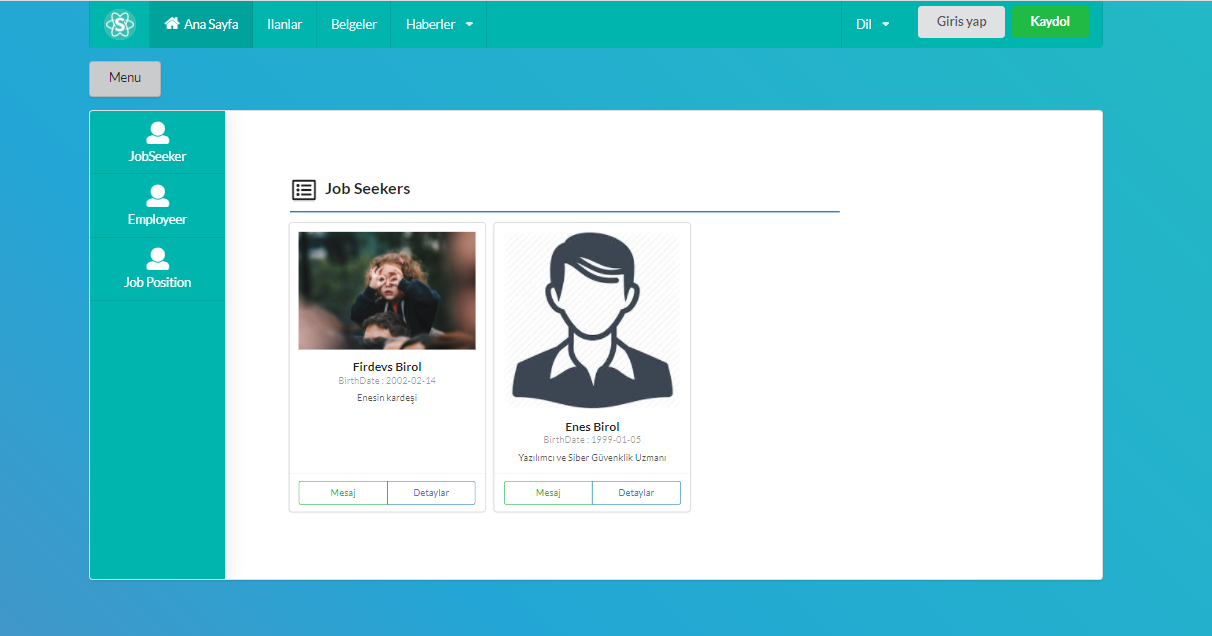 S
Ana Sayfa Ilanlar Belgeler Haberler Dil Giris yap Kaydol
Menu
JobSeeker
Employeer
Job Position
Job Seekers
Firdevs Birol
BirthDate : 2002-02-14
Enesin kardeşi
Mesaj Detaylar
Enes Birol
BirthDate : 1999-01-05
Yazılımcı ve Siber Güvenklik Uzmanı
Mesaj Detaylar